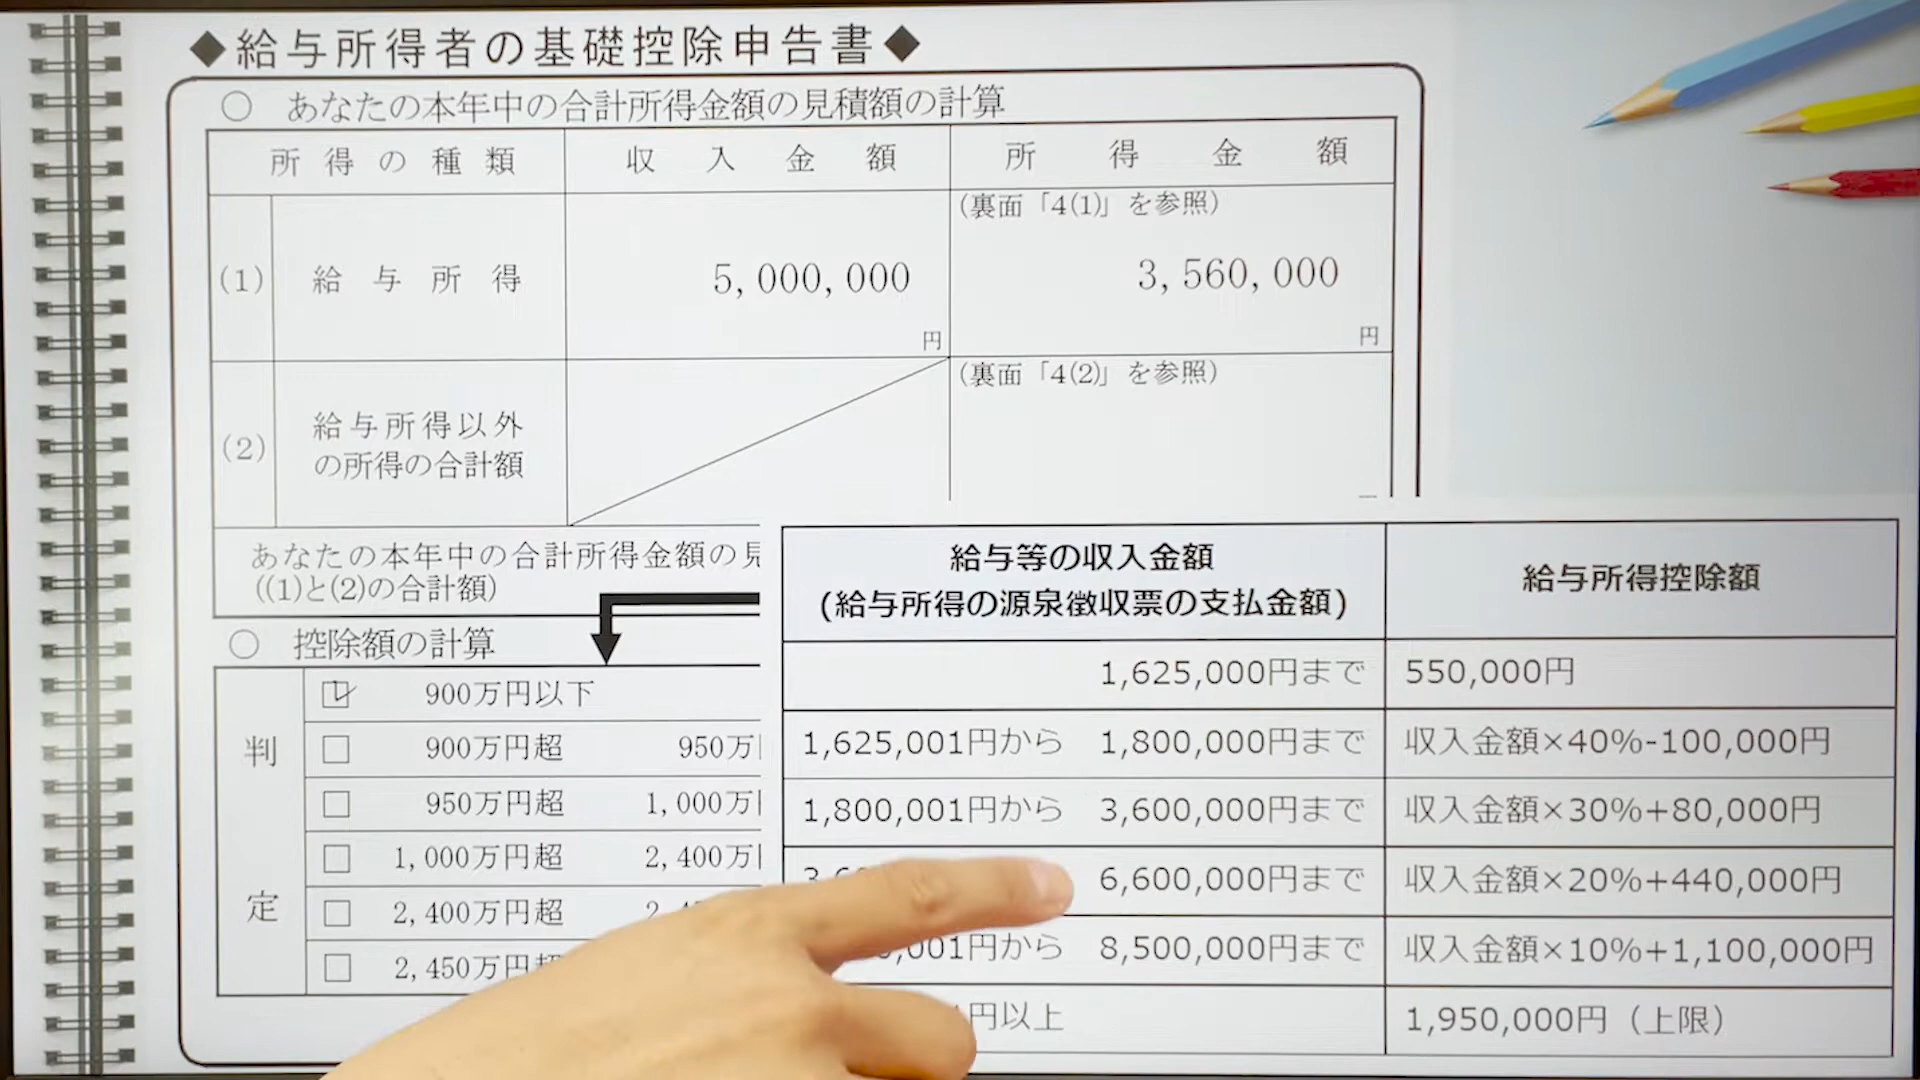 ◆給与所得者の基礎控除申告書◆
○ あなたの本年中の合計所得金額の見積額の計算
所得の種類 収入金額 所得金額
(1) 給与所得 5,000,000 円 (裏面「4(1)」を参照) 3,560,000 円
(2) 給与所得以外の所得の合計額 (裏面「4(2)」を参照)
あなたの本年中の合計所得金額の見
((1)と(2)の合計額)
○ 控除額の計算
判定
☑ 900万円以下
□ 900万円超 950万
□ 950万円超 1,000万
□ 1,000万円超 2,400万
□ 2,400万円超
□ 2,450万円超
給与等の収入金額
(給与所得の源泉徴収票の支払金額)
給与所得控除額
1,625,000円まで 550,000円
1,625,001円から 1,800,000円まで 収入金額×40%-100,000円
1,800,001円から 3,600,000円まで 収入金額×30%+80,000円
6,600,000円まで 収入金額×20%+440,000円
001円から 8,500,000円まで 収入金額×10%+1,100,000円
円以上 1,950,000円（上限）